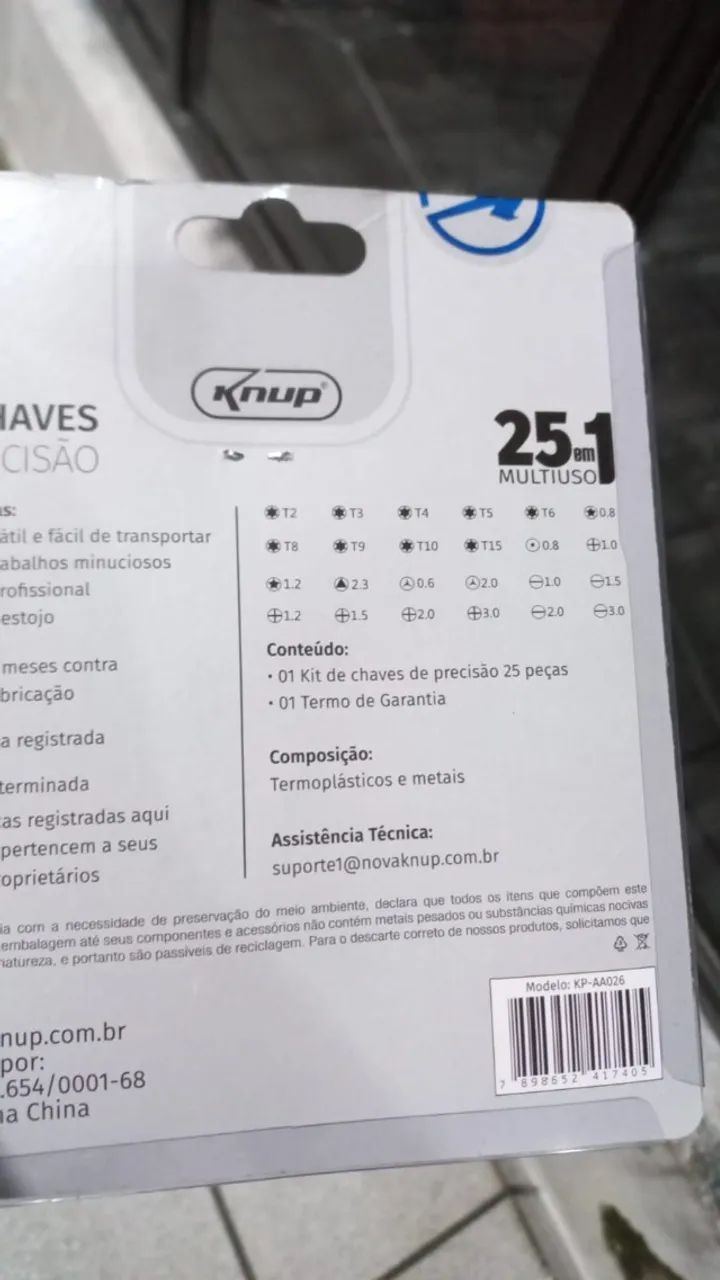 Knup®
HAVES
CISÃO
25em1
MULTIUSO
as:
átil e fácil de transportar
abalhos minuciosos
rofissional
estojo
meses contra
bricação
a registrada
terminada
cas registradas aqui
pertencem a seus
oprietários
T2 T3 T4 T5 T6 0.8
T8 T9 T10 T15 0.8 1.0
1.2 2.3 0.6 2.0 1.0 1.5
1.2 1.5 2.0 3.0 2.0 3.0
Conteúdo:
• 01 Kit de chaves de precisão 25 peças
• 01 Termo de Garantia
Composição:
Termoplásticos e metais
Assistência Técnica:
suporte1@novaknup.com.br
ia com a necessidade de preservação do meio ambiente, declara que todos os itens que compõem este
embalagem até seus componentes e acessórios não contém metais pesados ou substâncias químicas nocivas
natureza, e portanto são passíveis de reciclagem. Para o descarte correto de nossos produtos, solicitamos que
nup.com.br
por:
.654/0001-68
na China
Modelo: KP-AA026
7 898652 417405